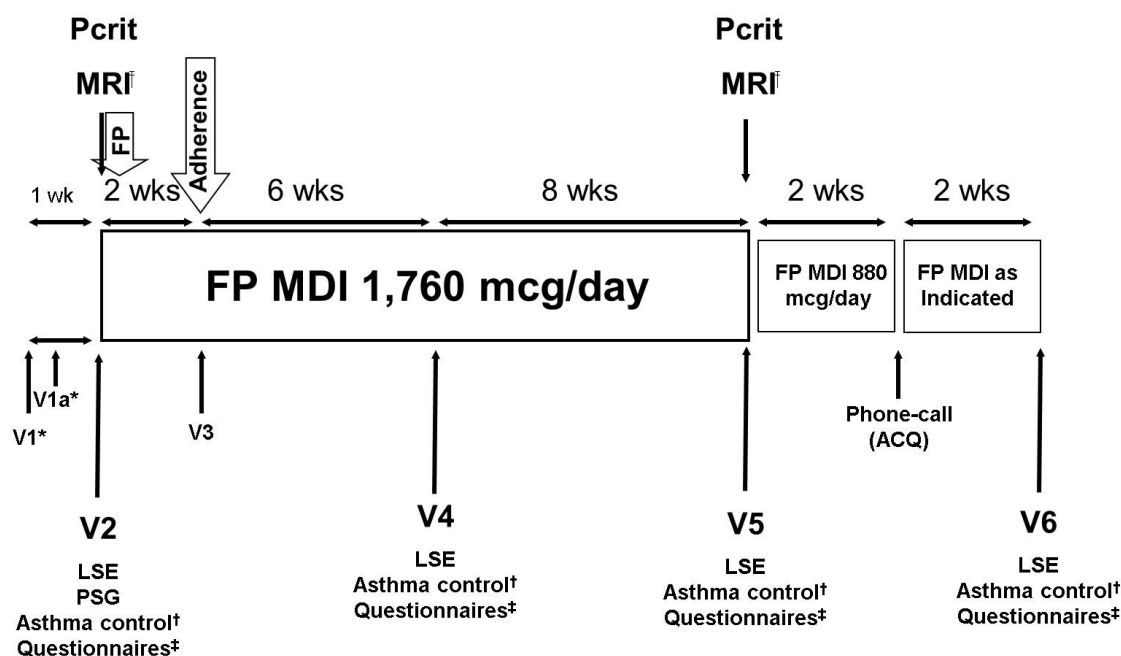 Pcrit
MRI†
Pcrit
MRI†
FP
Adherence
1 wk
2 wks
6 wks
8 wks
2 wks
2 wks
FP MDI 1,760 mcg/day
FP MDI 880
mcg/day
FP MDI as
Indicated
V1a*
V1*
V3
Phone-call
(ACQ)
V2
LSE
PSG
Asthma control†
Questionnaires‡
V4
LSE
Asthma control†
Questionnaires‡
V5
LSE
Asthma control†
Questionnaires‡
V6
LSE
Asthma control†
Questionnaires‡